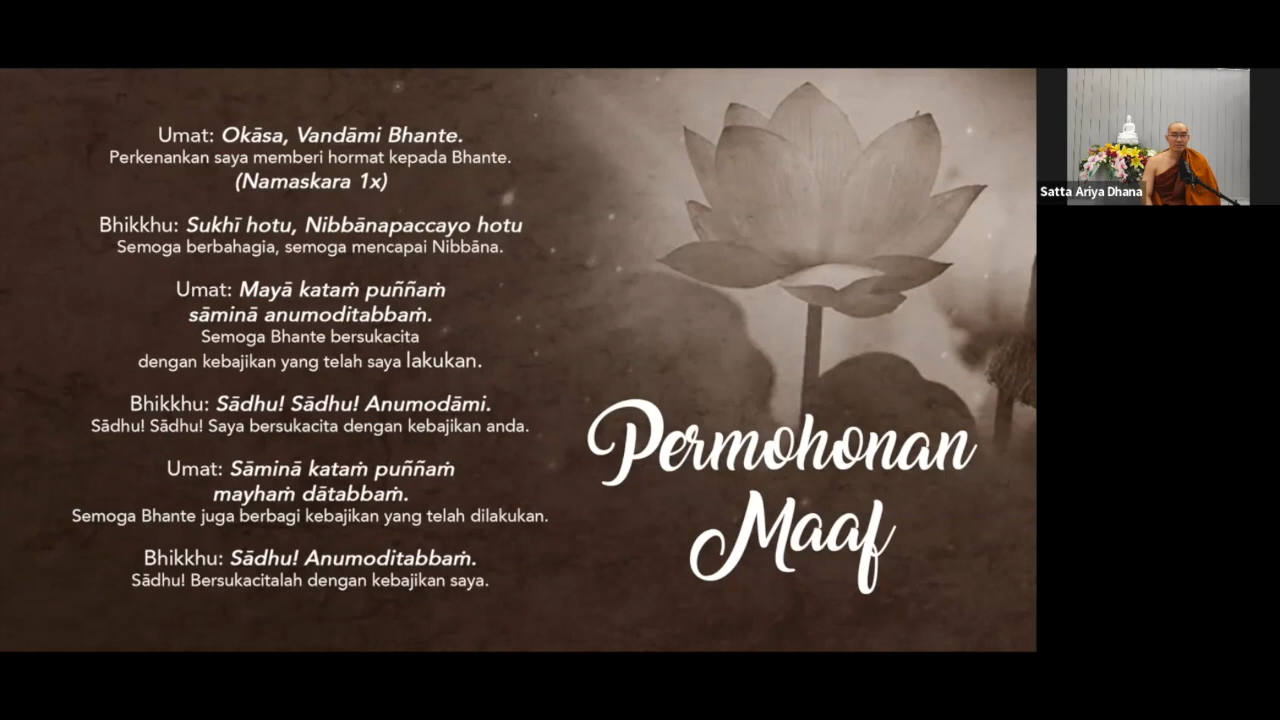 Umat: Okāsa, Vandāmi Bhante.
Perkenankan saya memberi hormat kepada Bhante.
(Namaskara 1x)
Bhikkhu: Sukhī hotu, Nibbānapaccayo hotu
Semoga berbahagia, semoga mencapai Nibbāna.
Umat: Mayā kataṁ puññaṁ
sāminā anumoditabbaṁ.
Semoga Bhante bersukacita
dengan kebajikan yang telah saya lakukan.
Bhikkhu: Sādhu! Sādhu! Anumodāmi.
Sādhu! Sādhu! Saya bersukacita dengan kebajikan anda.
Umat: Sāminā kataṁ puññaṁ
mayhaṁ dātabbaṁ.
Semoga Bhante juga berbagi kebajikan yang telah dilakukan.
Bhikkhu: Sādhu! Anumoditabbaṁ.
Sādhu! Bersukacitalah dengan kebajikan saya.
Permohonan
Maaf
Satta Ariya Dhana